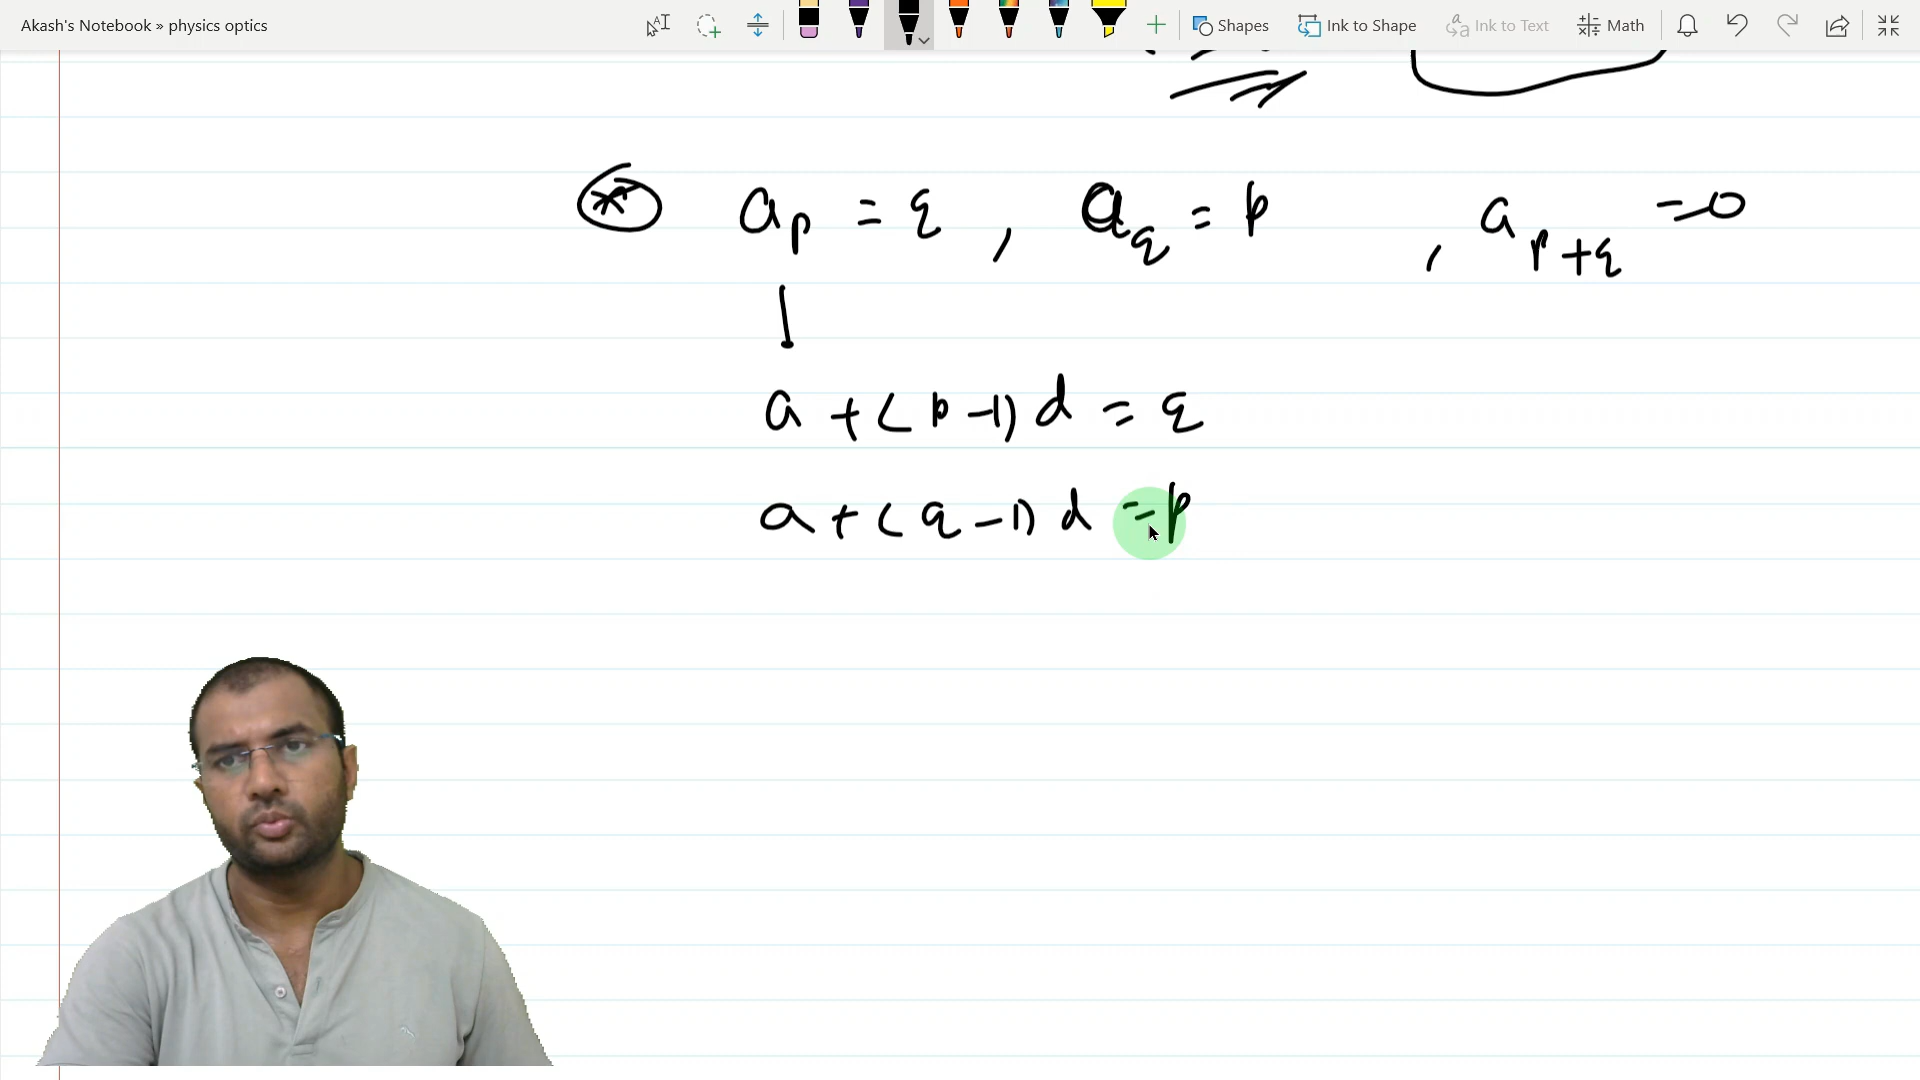 Akash's Notebook » physics optics
Shapes Ink to Shape Ink to Text Math
* a_p = q , a_q = p , a_{p+q} = 0
a + (p-1)d = q
a + (q-1)d = p